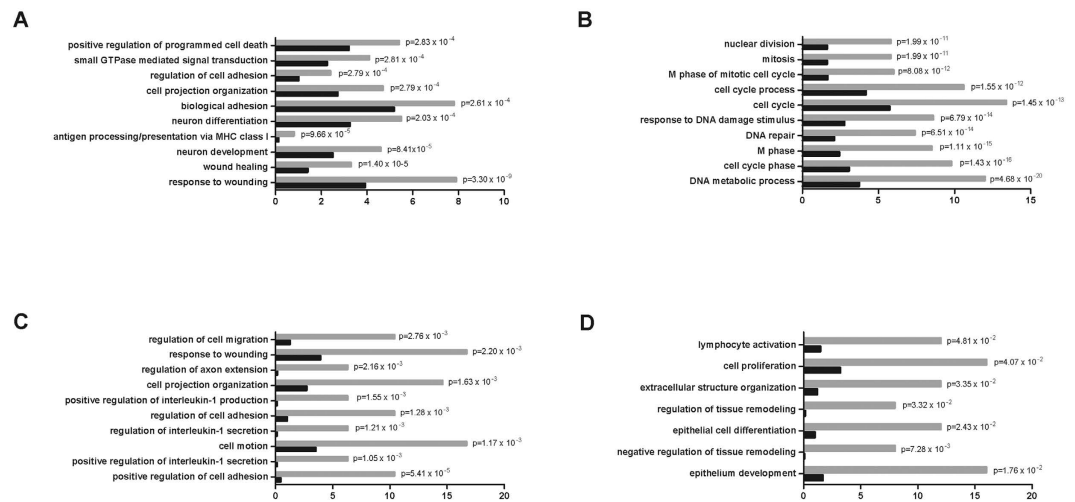 A
positive regulation of programmed cell death p=2.83 x 10⁻⁴
small GTPase mediated signal transduction p=2.81 x 10⁻⁴
regulation of cell adhesion p=2.79 x 10⁻⁴
cell projection organization p=2.79 x 10⁻⁴
biological adhesion p=2.61 x 10⁻⁴
neuron differentiation p=2.03 x 10⁻⁴
antigen processing/presentation via MHC class I p=9.66 x 10⁻⁵
neuron development p=8.41x 10⁻⁵
wound healing p=1.40 x 10-5
response to wounding p=3.30 x 10⁻⁹
0 2 4 6 8 10
B
nuclear division p=1.99 x 10⁻¹¹
mitosis p=1.99 x 10⁻¹¹
M phase of mitotic cell cycle p=8.08 x 10⁻¹²
cell cycle process p=1.55 x 10⁻¹²
cell cycle p=1.45 x 10⁻¹³
response to DNA damage stimulus p=6.79 x 10⁻¹⁴
DNA repair p=6.51 x 10⁻¹⁴
M phase p=1.11 x 10⁻¹⁵
cell cycle phase p=1.43 x 10⁻¹⁶
DNA metabolic process p=4.68 x 10⁻²⁰
0 5 10 15
C
regulation of cell migration p=2.76 x 10⁻³
response to wounding p=2.20 x 10⁻³
regulation of axon extension p=2.16 x 10⁻³
cell projection organization p=1.63 x 10⁻³
positive regulation of interleukin-1 production p=1.55 x 10⁻³
regulation of cell adhesion p=1.28 x 10⁻³
regulation of interleukin-1 secretion p=1.21 x 10⁻³
cell motion p=1.17 x 10⁻³
positive regulation of interleukin-1 secretion p=1.05 x 10⁻³
positive regulation of cell adhesion p=5.41 x 10⁻⁵
0 5 10 15 20
D
lymphocyte activation p=4.81 x 10⁻²
cell proliferation p=4.07 x 10⁻²
extracellular structure organization p=3.35 x 10⁻²
regulation of tissue remodeling p=3.32 x 10⁻²
epithelial cell differentiation p=2.43 x 10⁻²
negative regulation of tissue remodeling p=7.28 x 10⁻³
epithelium development p=1.76 x 10⁻²
0 5 10 15 20